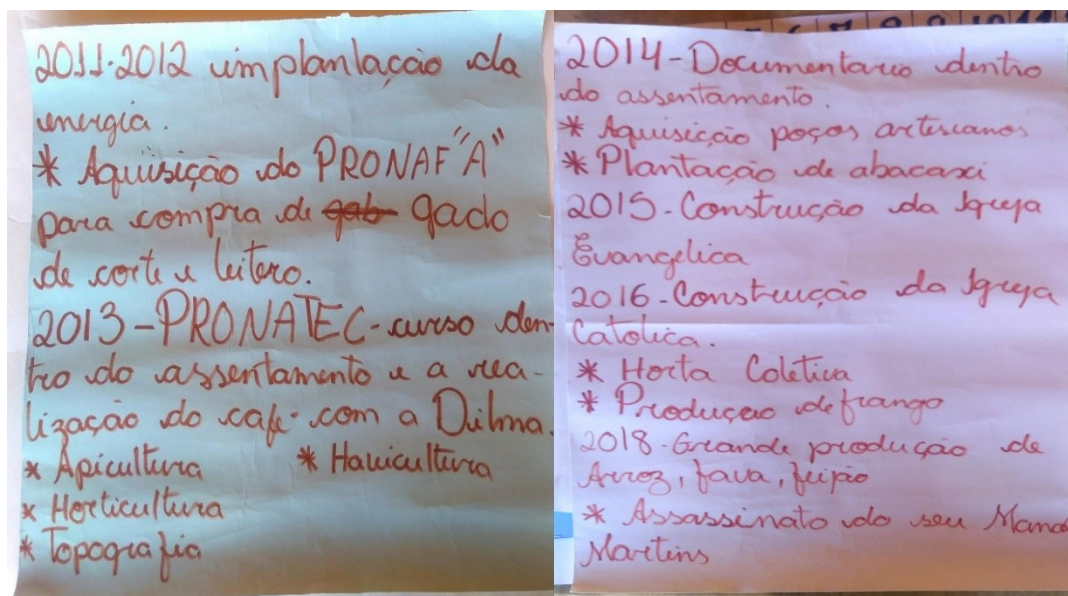 2011-2012 implantação da
energia.
* Aquisição do PRONAF "A"
para compra de gab gado
de corte e leitero.
2013-PRONATEC-curso den-
tro do assentamento e a rea-
lização do café com a Dilma.
* Apicultura * Havicultura
* Horticultura
* Topografia
2014-Documentario dentro
do assentamento.
* Aquisição poços artesianos
* Plantação de abacaxi
2015-Construção da Igreja
Evangelica
2016-Construção da Igreja
Catolica.
* Horta Coletiva
* Produçao de frango
2018-Grande produção de
Arroz, fava, feijão
* Assassinato do seu
Martins